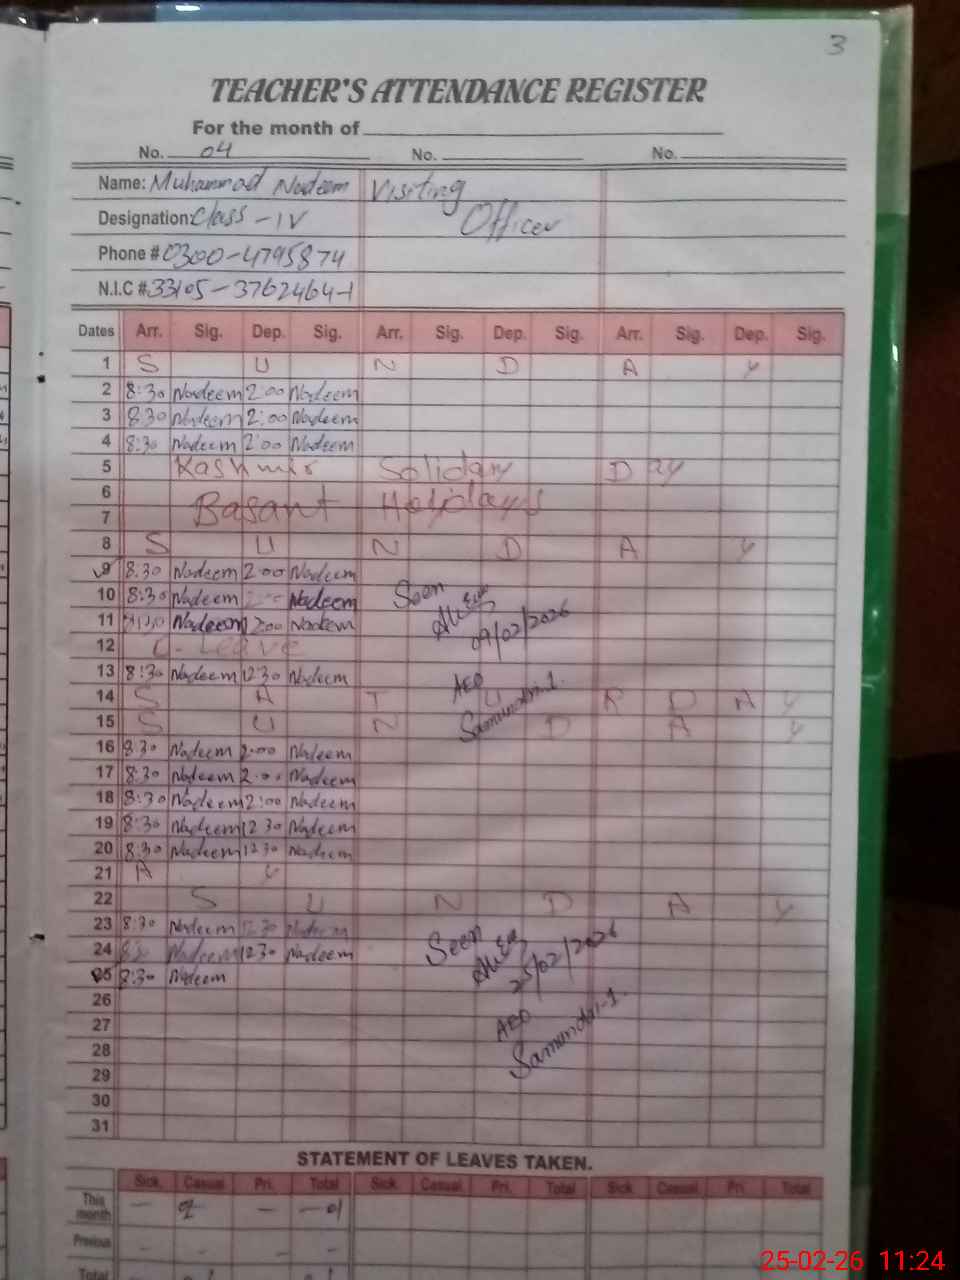 3
TEACHER'S ATTENDANCE REGISTER
For the month of
No. 04 No. No.
Name: Muhammad Nadeem Visiting
Designation: Class - IV Officer
Phone # 0300-4795874
N.I.C # 33105-3762464-1
Dates Arr. Sig. Dep. Sig. Arr. Sig. Dep. Sig. Arr. Sig. Dep. Sig.
1 S U N D A Y
2 8:30 Nadeem 2:00 Nadeem
3 8:30 Nadeem 2:00 Nadeem
4 8:30 Nadeem 2:00 Nadeem
5 Kashmir Solidary Day
6
Basant Holydays
7
8 S U N D A Y
9 8.30 Nadeem 2:00 Nadeem
10 8:30 Nadeem 2:00 Nadeem Seen
11 Nadeem 2:00 Nadeem 09/02/2026
12 C. Leave
13 8:30 Nadeem 12:30 Nadeem AEO
14 S A T U R D A Y
Samundri-1.
15 S U N D A Y
16 8:30 Nadeem 2:00 Nadeem
17 8:30 Nadeem 2:00 Nadeem
18 8:30 Nadeem 2:00 Nadeem
19 8:30 Nadeem 12 30 Nadeem
20 8:30 Nadeem 12 30 Nadeem
21 A Y
22 S U N D A Y
23 8:30 Nadeem Nadeem
24 Nadeem 12 30 Nadeem Seen
25 8:30 Nadeem 25/02/2026
26
27 AEO
28 Samundri-1.
29
30
31
STATEMENT OF LEAVES TAKEN.
Sick. Casual. Pri. Total Sick. Casual. Pri. Total Sick. Casual. Pri. Total
This month — — — 01
Previous - - - -
Total
25-02-26 11:24